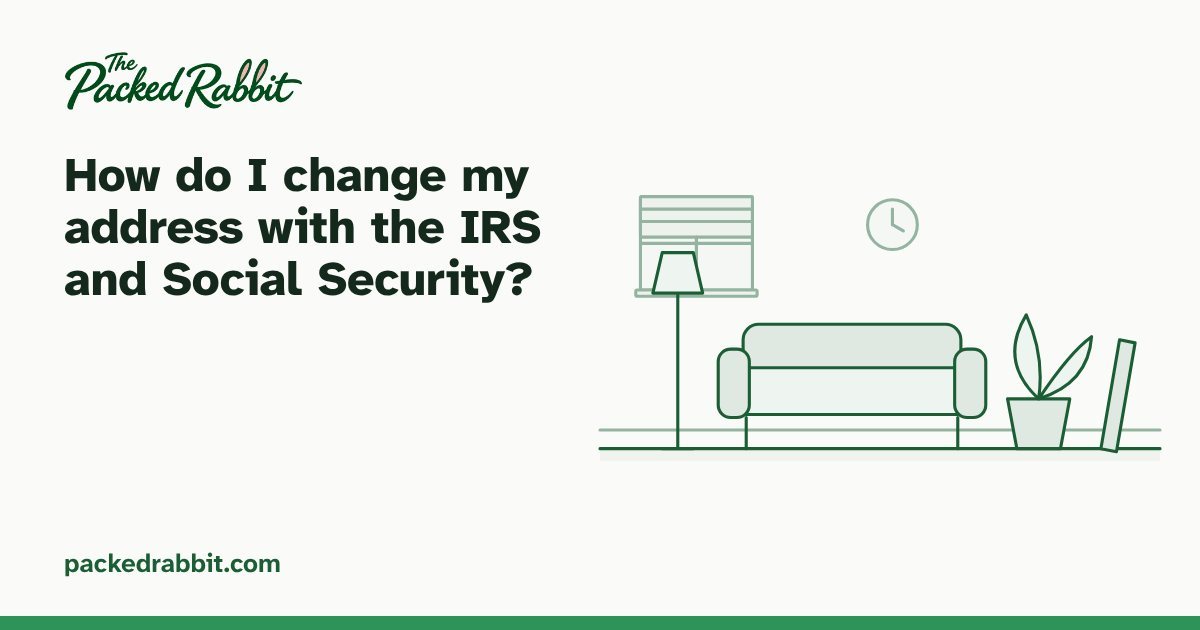 The
Packed Rabbit
How do I change my
address with the IRS
and Social Security?
packedrabbit.com